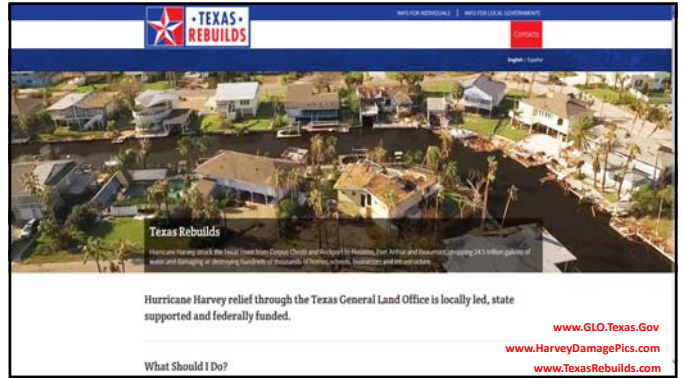 • TEXAS •
REBUILDS
INFO FOR INDIVIDUALS | INFO FOR LOCAL GOVERNMENTS
Contacts
English | Español
Texas Rebuilds
Hurricane Harvey struck the Texas coast from Corpus Christi and Rockport to Houston, Port Arthur and Beaumont, dropping 24.5 trillion gallons of
water and damaging or destroying hundreds of thousands of homes, schools, businesses and infrastructure.
Hurricane Harvey relief through the Texas General Land Office is locally led, state
supported and federally funded.
www.GLO.Texas.Gov
www.HarveyDamagePics.com
What Should I Do?
www.TexasRebuilds.com